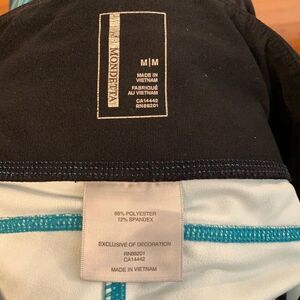 MONDETTA
M|M
MADE IN
VIETNAM
FABRIQUÉ
AU VIETNAM
CA14442
RN88201
88% POLYESTER
12% SPANDEX
EXCLUSIVE OF DECORATION
RN88201
CA14442
MADE IN VIETNAM